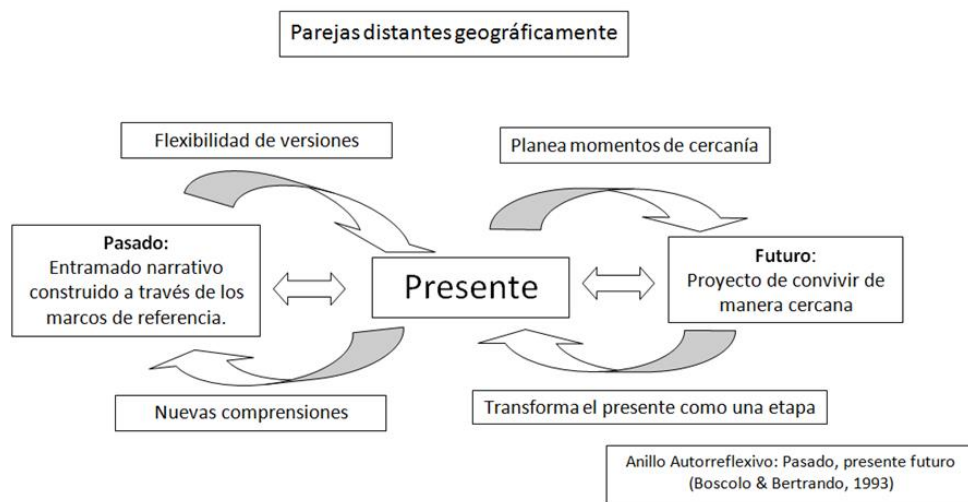 Parejas distantes geográficamente
Flexibilidad de versiones
Planea momentos de cercanía
Pasado:
Entramado narrativo
construido a través de los
marcos de referencia.
Presente
Futuro:
Proyecto de convivir de
manera cercana
Nuevas comprensiones
Transforma el presente como una etapa
Anillo Autorreflexivo: Pasado, presente futuro
(Boscolo & Bertrando, 1993)